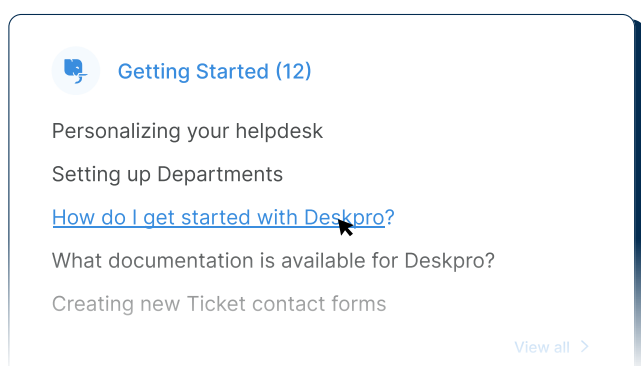 Getting Started (12)
Personalizing your helpdesk
Setting up Departments
How do I get started with Deskpro?
What documentation is available for Deskpro?
Creating new Ticket contact forms
View all